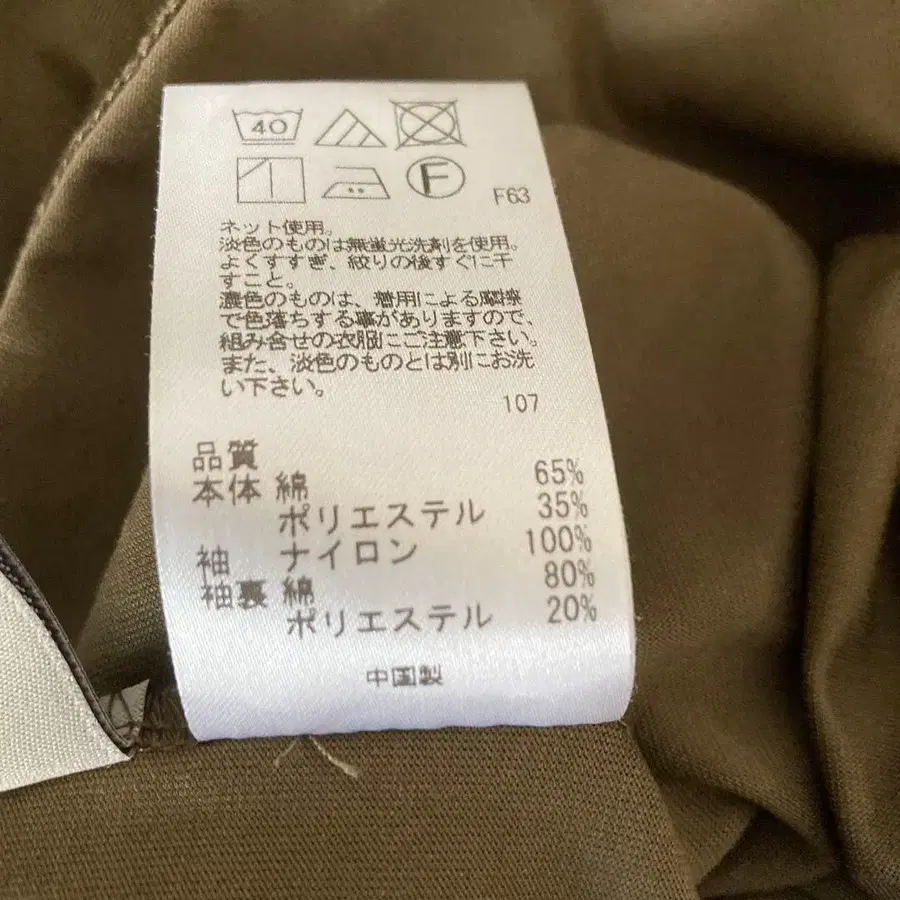 40
F
F63
ネット使用。
淡色のものは無蛍光洗剤を使用。
よくすすぎ、絞りの後すぐに干
すこと。
濃色のものは、着用による摩擦
で色落ちする事がありますので、
組み合せの衣服にご注意下さい。
また、淡色のものとは別にお洗
い下さい。
107
品質
本体 綿 65%
ポリエステル 35%
袖 ナイロン 100%
袖裏 綿 80%
ポリエステル 20%
中国製